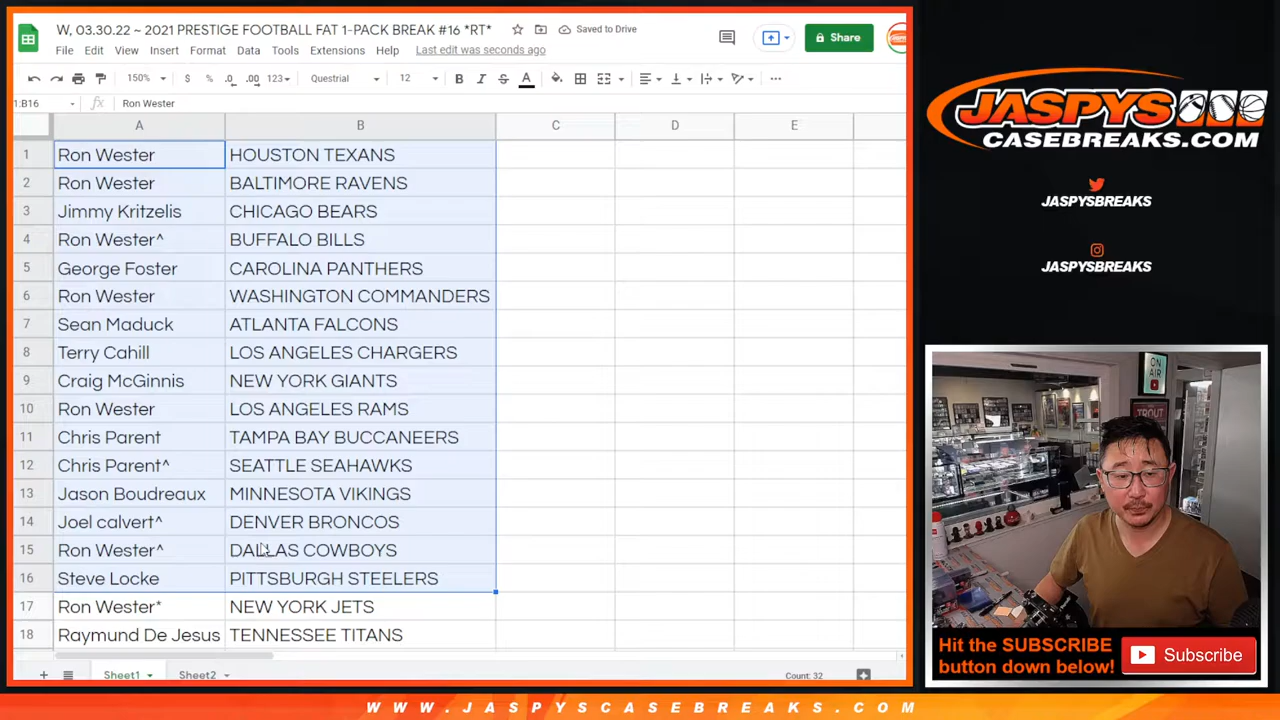 W, 03.30.22 ~ 2021 PRESTIGE FOOTBALL FAT 1-PACK BREAK #16 *RT*
Saved to Drive
File Edit View Insert Format Data Tools Extensions Help Last edit was seconds ago
Share
150% $ % .0 .00 123 Questrial 12 B I S A
1:B16 fx Ron Wester
A B C D E
1 Ron Wester HOUSTON TEXANS
2 Ron Wester BALTIMORE RAVENS
3 Jimmy Kritzelis CHICAGO BEARS
4 Ron Wester^ BUFFALO BILLS
5 George Foster CAROLINA PANTHERS
6 Ron Wester WASHINGTON COMMANDERS
7 Sean Maduck ATLANTA FALCONS
8 Terry Cahill LOS ANGELES CHARGERS
9 Craig McGinnis NEW YORK GIANTS
10 Ron Wester LOS ANGELES RAMS
11 Chris Parent TAMPA BAY BUCCANEERS
12 Chris Parent^ SEATTLE SEAHAWKS
13 Jason Boudreaux MINNESOTA VIKINGS
14 Joel calvert^ DENVER BRONCOS
15 Ron Wester^ DALLAS COWBOYS
16 Steve Locke PITTSBURGH STEELERS
17 Ron Wester* NEW YORK JETS
18 Raymund De Jesus TENNESSEE TITANS
+ Sheet1 Sheet2 Count: 32
JASPYS
CASEBREAKS.COM
JASPYSBREAKS
JASPYSBREAKS
ON
AIR
TROUT
Hit the SUBSCRIBE
button down below!
Subscribe
WWW.JASPYSCASEBREAKS.COM